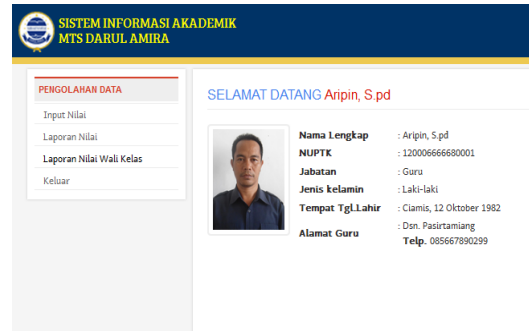 SISTEM INFORMASI AKADEMIK
MTS DARUL AMIRA
PENGOLAHAN DATA
Input Nilai
Laporan Nilai
Laporan Nilai Wali Kelas
Keluar
SELAMAT DATANG Aripin, S.pd
Nama Lengkap : Aripin, S.pd
NUPTK : 120006666680001
Jabatan : Guru
Jenis kelamin : Laki-laki
Tempat Tgl.Lahir : Ciamis, 12 Oktober 1982
Alamat Guru : Dsn. Pasirtamiang
Telp. 085667890299